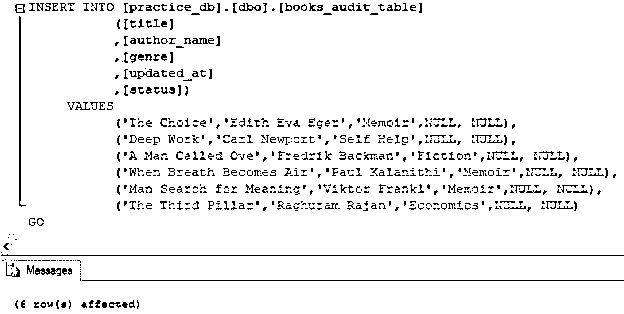 INSERT INTO [practice_db].[dbo].[books_audit_table]
([title]
,[author_name]
,[genre]
,[updated_at]
,[status])
VALUES
('The Choice','Edith Eva Eger','Memoir',NULL, NULL),
('Deep Work','Carl Newport','Self Help',NULL, NULL),
('A Man Called Ove','Fredrik Backman','Fiction',NULL, NULL),
('When Breath Becomes Air','Paul Kalanithi','Memoir',NULL, NULL),
('Man Search for Meaning','Viktor Frankl','Memoir',NULL, NULL),
('The Third Pillar','Raghuram Rajan','Economics',NULL, NULL)
GO
Messages
(6 row(s) affected)